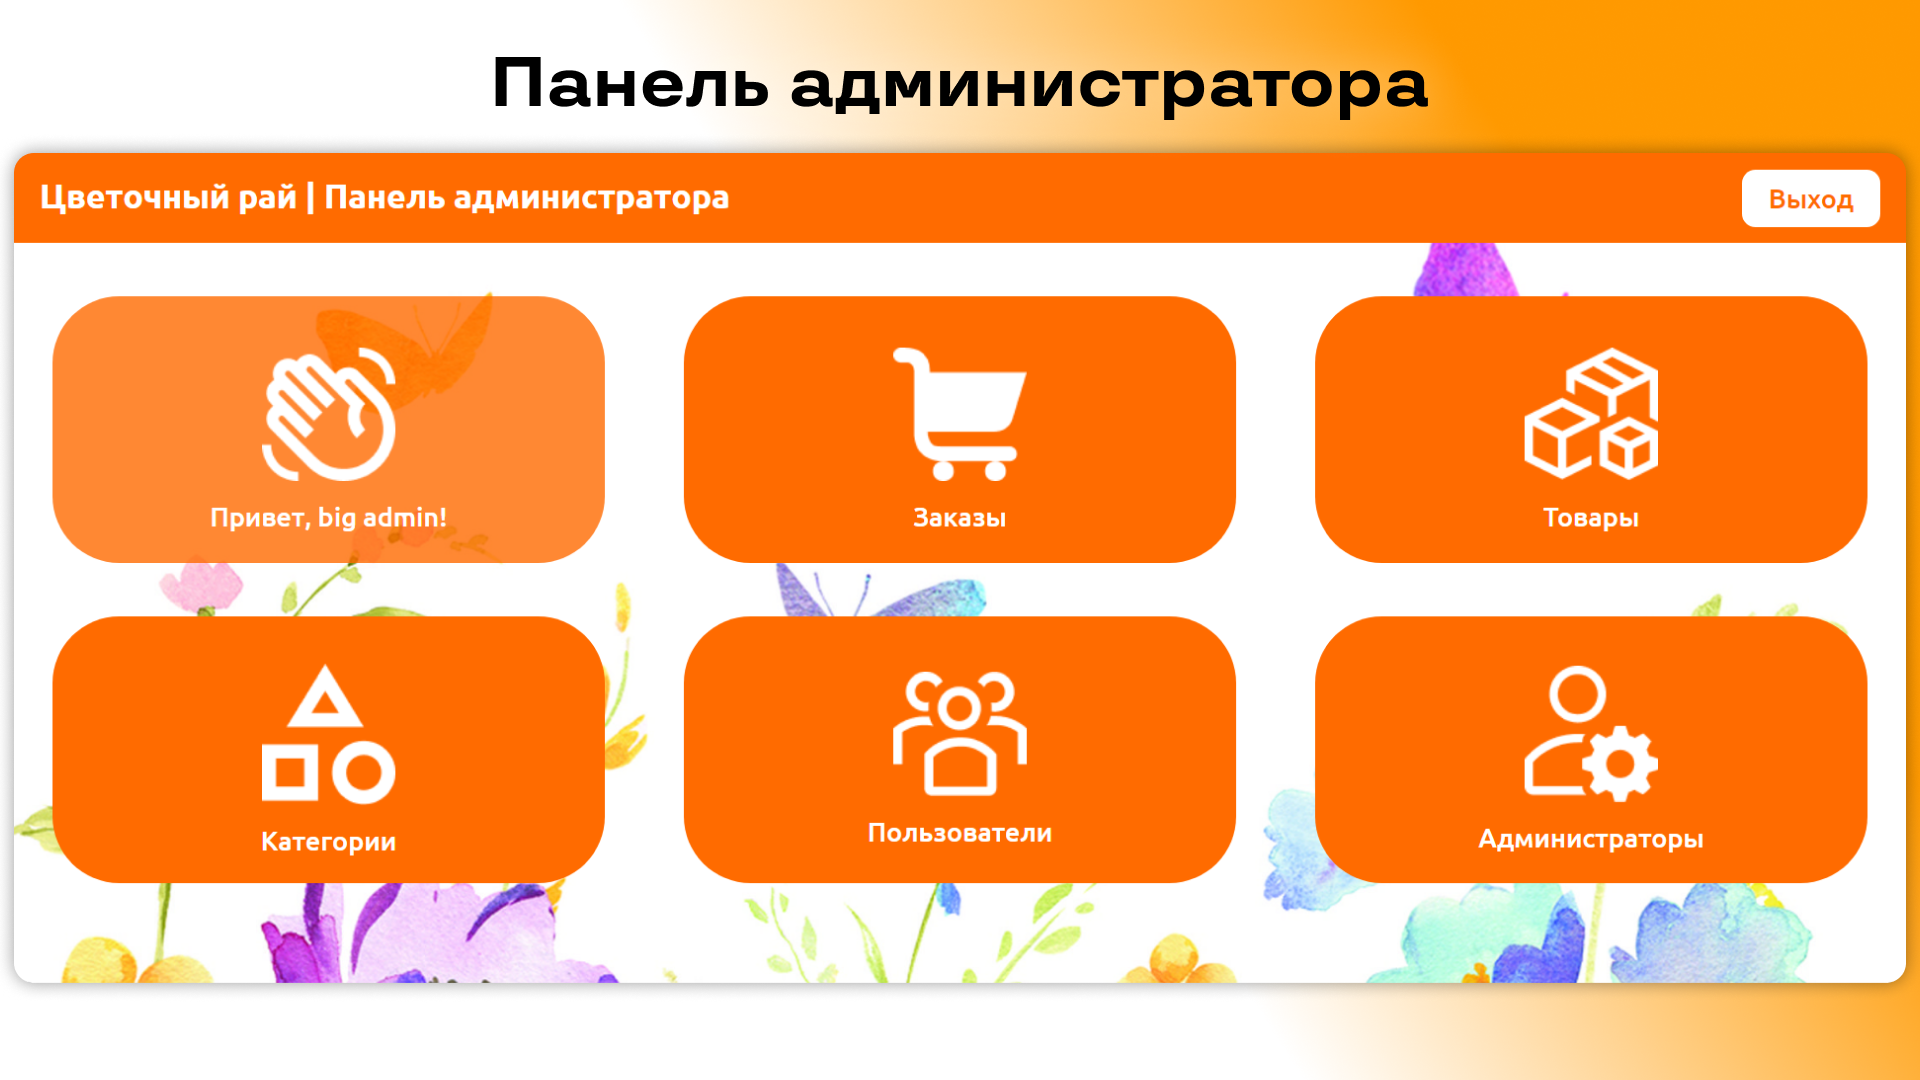 Панель администратора
Цветочный рай | Панель администратора
Выход
Привет, big admin!
Заказы
Товары
Категории
Пользователи
Администраторы